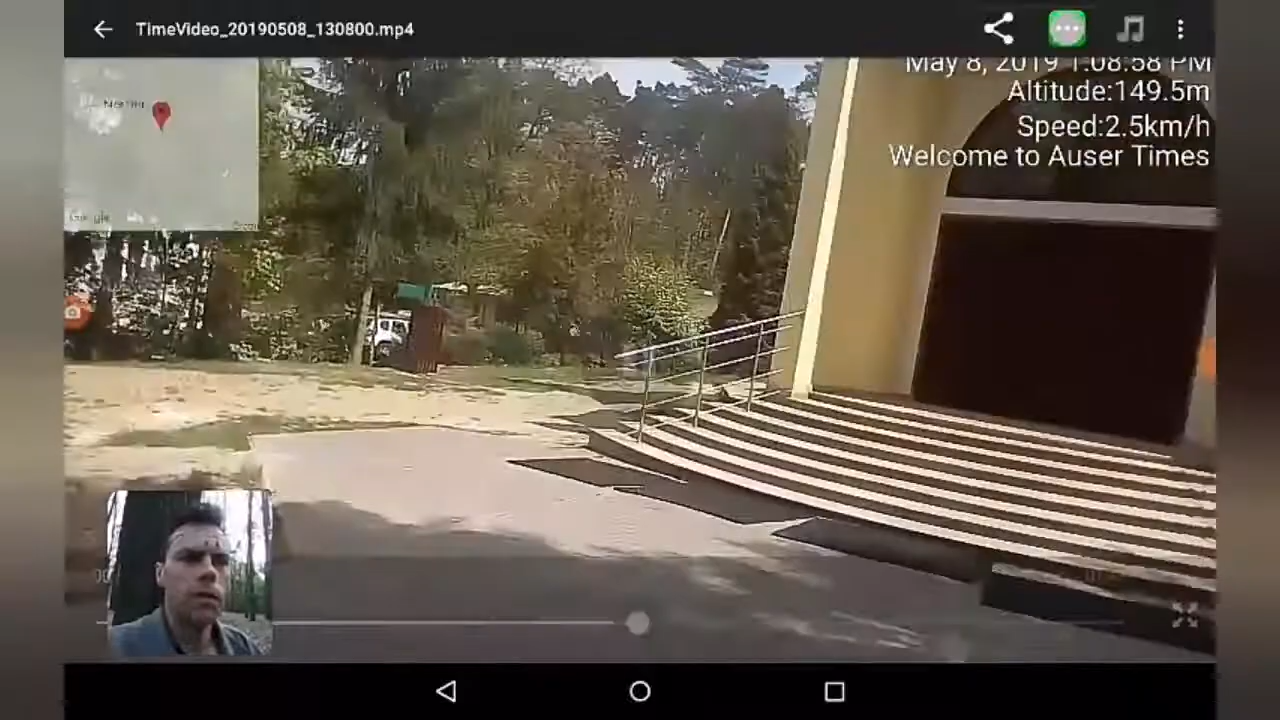 TimeVideo_20190508_130800.mp4
May 8, 2019 1:08:58 PM
Altitude:149.5m
Speed:2.5km/h
Welcome to Auser Times
Google